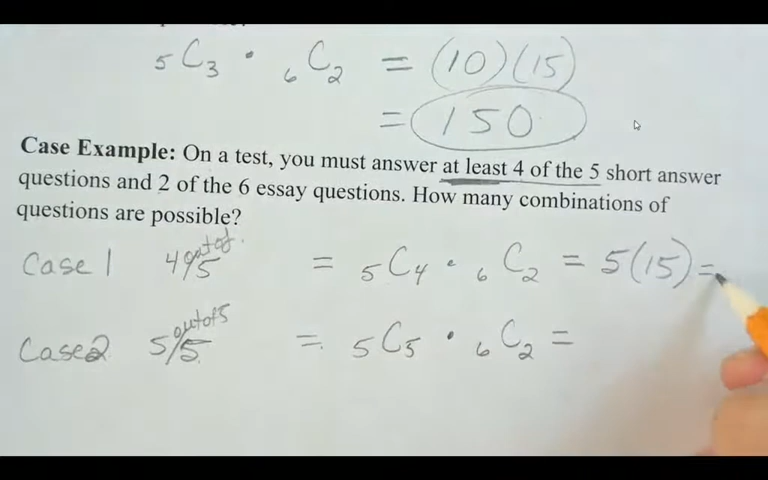 ₅C₃ · ₆C₂ = (10)(15)
= 150
Case Example: On a test, you must answer at least 4 of the 5 short answer
questions and 2 of the 6 essay questions. How many combinations of
questions are possible?
Case 1 4/5 out of = ₅C₄ · ₆C₂ = 5(15) =
Case 2 5/5 out of 5 = ₅C₅ · ₆C₂ =